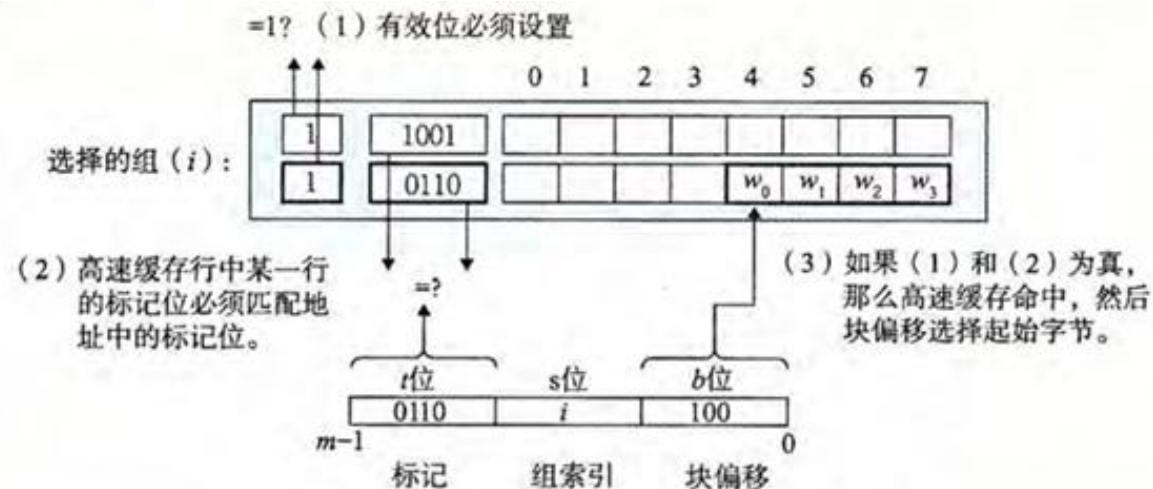 =1? （1）有效位必须设置
0 1 2 3 4 5 6 7
1 1001
选择的组（i）：
1 0110 w₀ w₁ w₂ w₃
（2）高速缓存行中某一行
的标记位必须匹配地
址中的标记位。
=?
（3）如果（1）和（2）为真，
那么高速缓存命中，然后
块偏移选择起始字节。
t位 s位 b位
0110 i 100
m-1 0
标记 组索引 块偏移